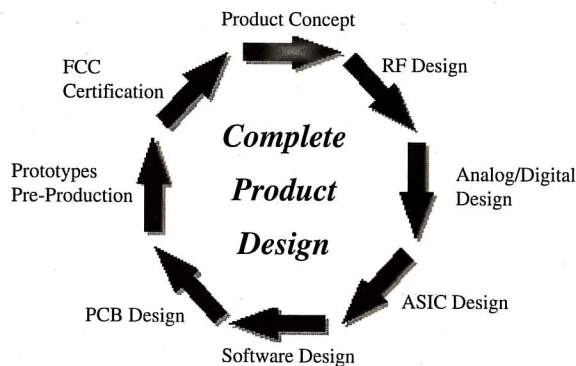 Product Concept
RF Design
Analog/Digital
Design
ASIC Design
Software Design
PCB Design
Prototypes
Pre-Production
FCC
Certification
Complete
Product
Design